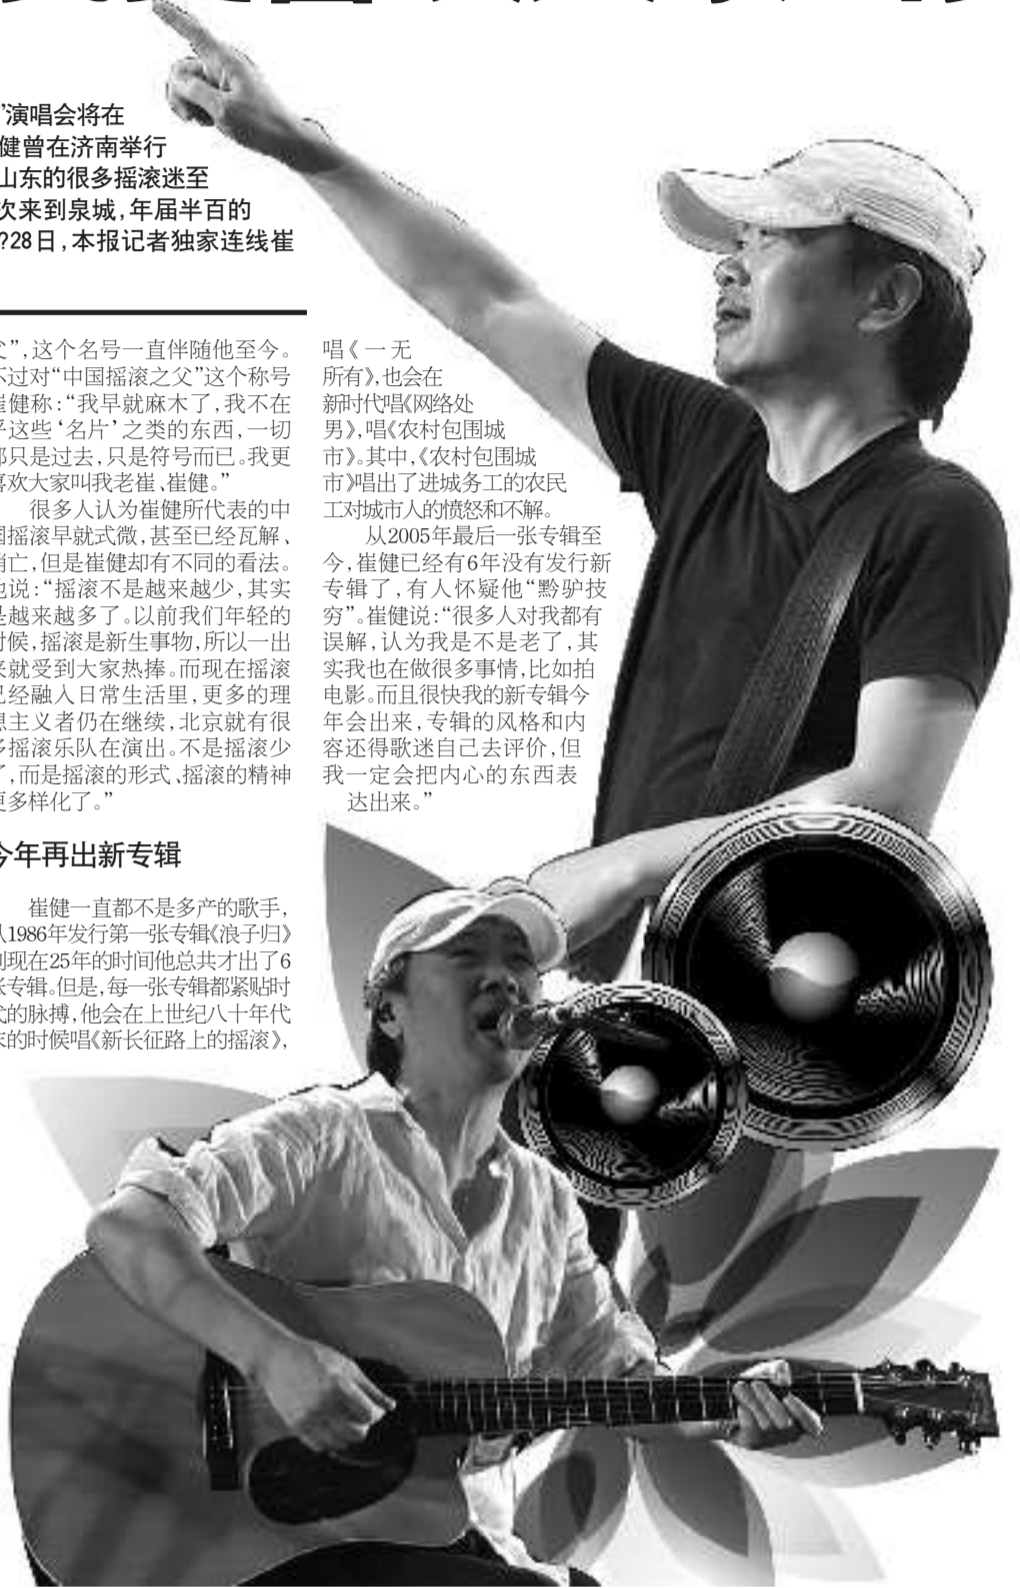 ”演唱会将在
健曾在济南举行
山东的很多摇滚迷至
次来到泉城,年届半百的
?28日,本报记者独家连线崔
父”,这个名号一直伴随他至今。
不过对“中国摇滚之父”这个称号
崔健称:“我早就麻木了,我不在
乎这些‘名片’之类的东西,一切
都只是过去,只是符号而已。我更
喜欢大家叫我老崔、崔健。”
很多人认为崔健所代表的中
国摇滚早就式微,甚至已经瓦解、
消亡,但是崔健却有不同的看法。
他说:“摇滚不是越来越少,其实
是越来越多了。以前我们年轻的
时候,摇滚是新生事物,所以一出
来就受到大家热捧。而现在摇滚
已经融入日常生活里,更多的理
想主义者仍在继续,北京就有很
多摇滚乐队在演出。不是摇滚少
了,而是摇滚的形式、摇滚的精神
更多样化了。”
今年再出新专辑
崔健一直都不是多产的歌手,
从1986年发行第一张专辑《浪子归》
到现在25年的时间他总共才出了6
张专辑。但是,每一张专辑都紧贴时
代的脉搏,他会在上世纪八十年代
末的时候唱《新长征路上的摇滚》,
唱《一无
所有》,也会在
新时代唱《网络处
男》,唱《农村包围城
市》。其中,《农村包围城
市》唱出了进城务工的农民
工对城市人的愤怒和不解。
从2005年最后一张专辑至
今,崔健已经有6年没有发行新
专辑了,有人怀疑他“黔驴技
穷”。崔健说:“很多人对我都有
误解,认为我是不是老了,其
实我也在做很多事情,比如拍
电影。而且很快我的新专辑今
年会出来,专辑的风格和内
容还得歌迷自己去评价,但
我一定会把内心的东西表
达出来。”